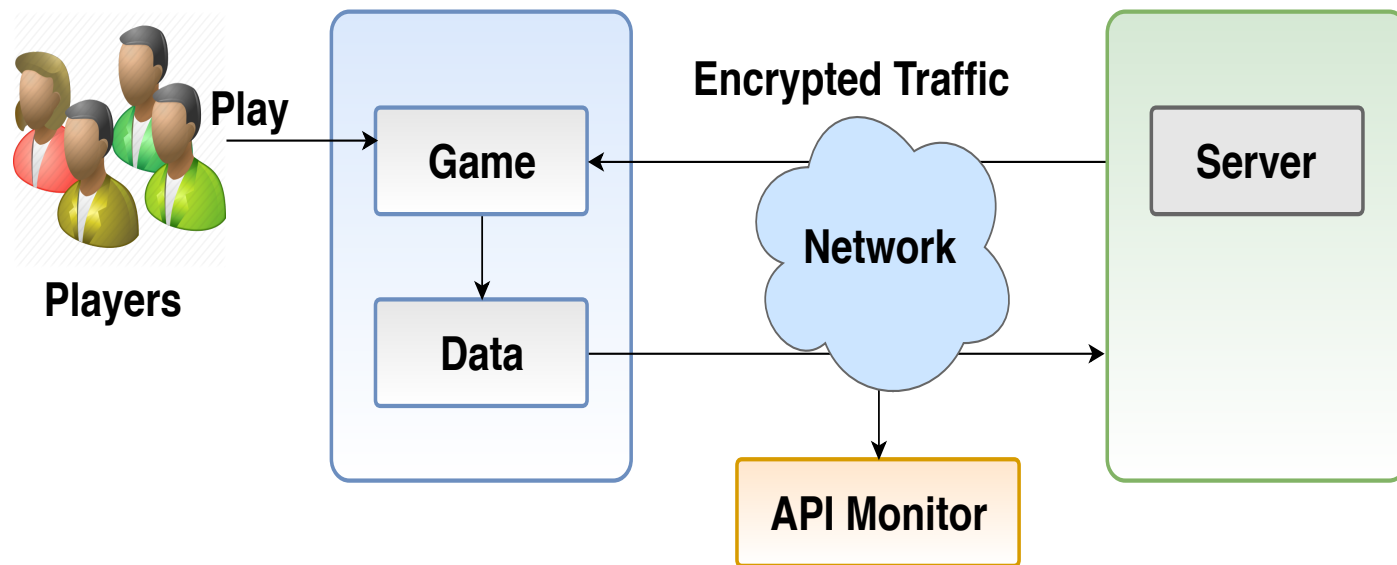 Play
Players
Game
Data
Encrypted Traffic
Network
API Monitor
Server